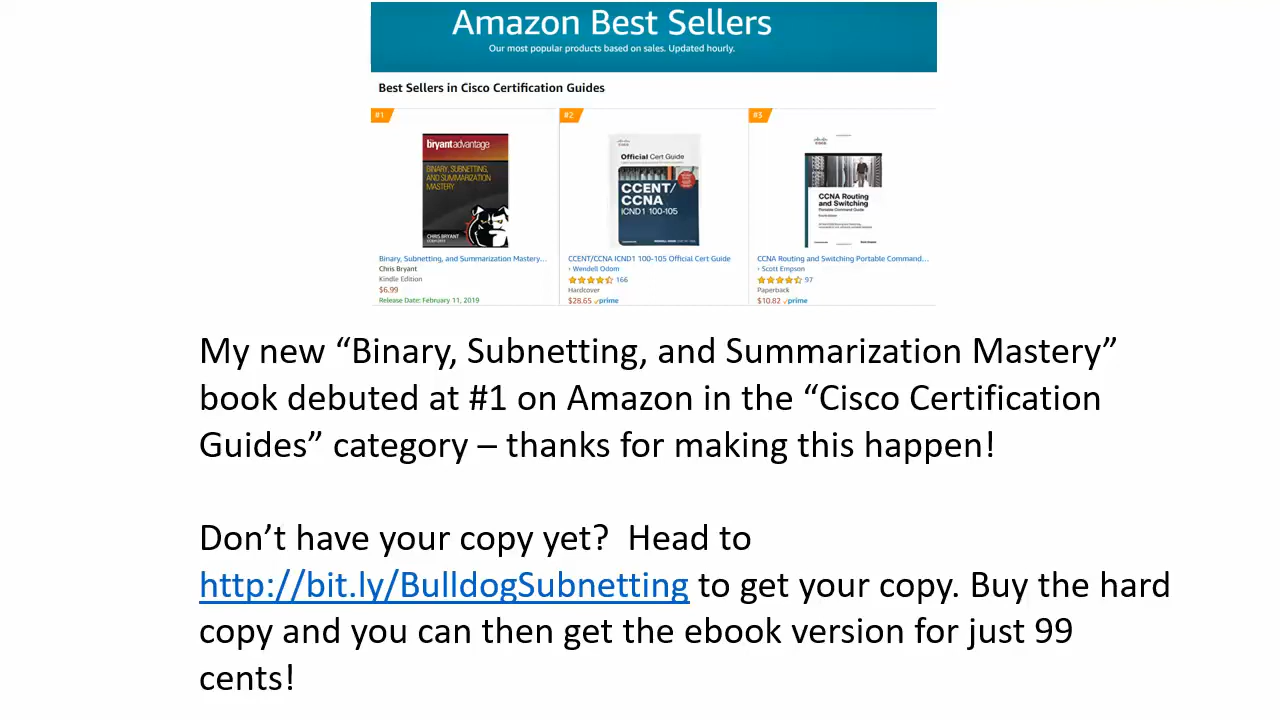 Amazon Best Sellers
Our most popular products based on sales. Updated hourly.
Best Sellers in Cisco Certification Guides
#1
#2
#3
bryantadvantage
BINARY, SUBNETTING,
AND SUMMARIZATION
MASTERY
CHRIS BRYANT
Official Cert Guide
CCENT/
CCNA
ICND1 100-105
CISCO
CCNA Routing
and Switching
Portable Command Guide
Binary, Subnetting, and Summarization Mastery…
Chris Bryant
Kindle Edition
$6.99
Release Date: February 11, 2019
CCENT/CCNA ICND1 100-105 Official Cert Guide
› Wendell Odom
166
Hardcover
$28.65 prime
CCNA Routing and Switching Portable Command…
› Scott Empson
97
Paperback
$10.82 prime
My new “Binary, Subnetting, and Summarization Mastery”
book debuted at #1 on Amazon in the “Cisco Certification
Guides” category – thanks for making this happen!
Don’t have your copy yet?  Head to
http://bit.ly/BulldogSubnetting to get your copy. Buy the hard
copy and you can then get the ebook version for just 99
cents!